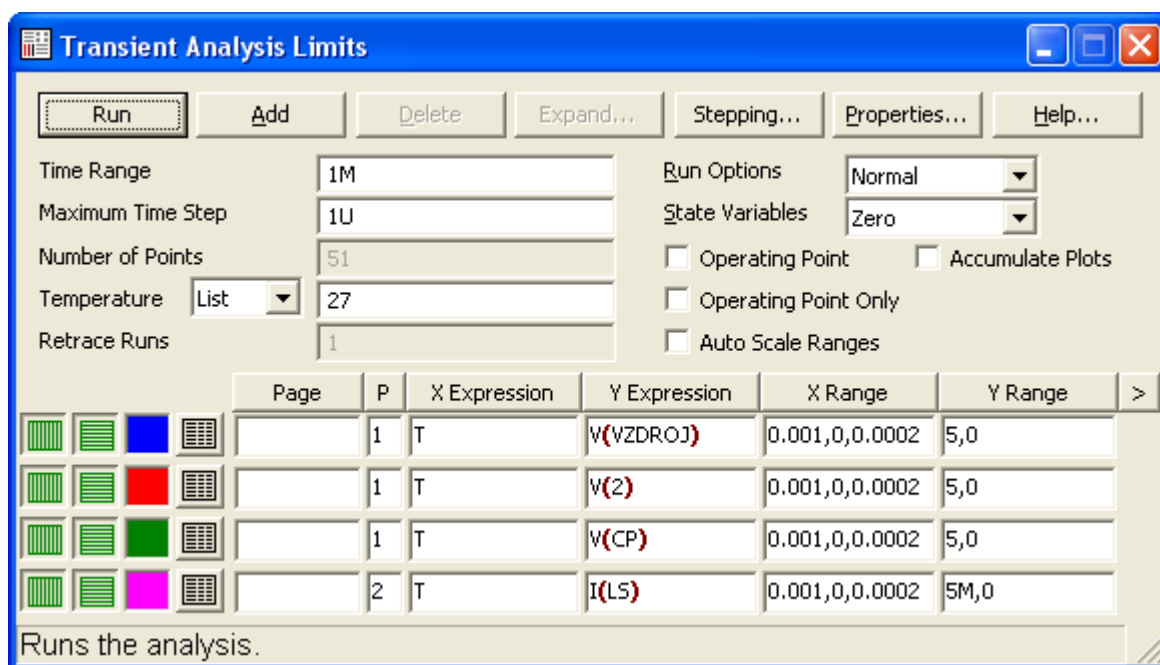 Transient Analysis Limits
Run Add Delete Expand... Stepping... Properties... Help...
Time Range 1M Run Options Normal
Maximum Time Step 1U State Variables Zero
Number of Points 51 Operating Point Accumulate Plots
Temperature List 27 Operating Point Only
Retrace Runs 1 Auto Scale Ranges
Page P X Expression Y Expression X Range Y Range >
1 T V(VZDROJ) 0.001,0,0.0002 5,0
1 T V(2) 0.001,0,0.0002 5,0
1 T V(CP) 0.001,0,0.0002 5,0
2 T I(LS) 0.001,0,0.0002 5M,0
Runs the analysis.